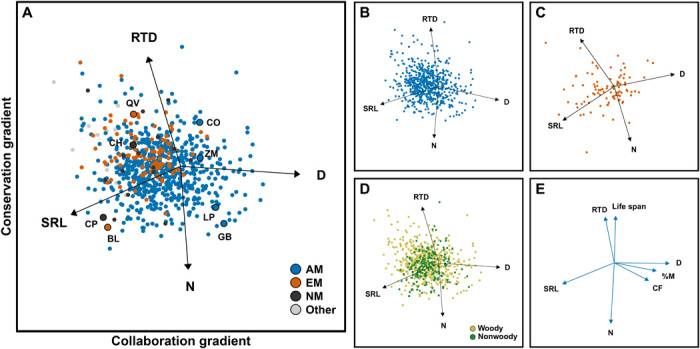 A
RTD
Conservation gradient
QV
CO
CH
ZM
D
SRL
CP
LP
BL
GB
N
AM
EM
NM
Other
Collaboration gradient
B
RTD
SRL
D
N
C
RTD
D
SRL
N
D
RTD
SRL
D
N
Woody
Nonwoody
E
Life span
RTD
D
%M
CF
SRL
N